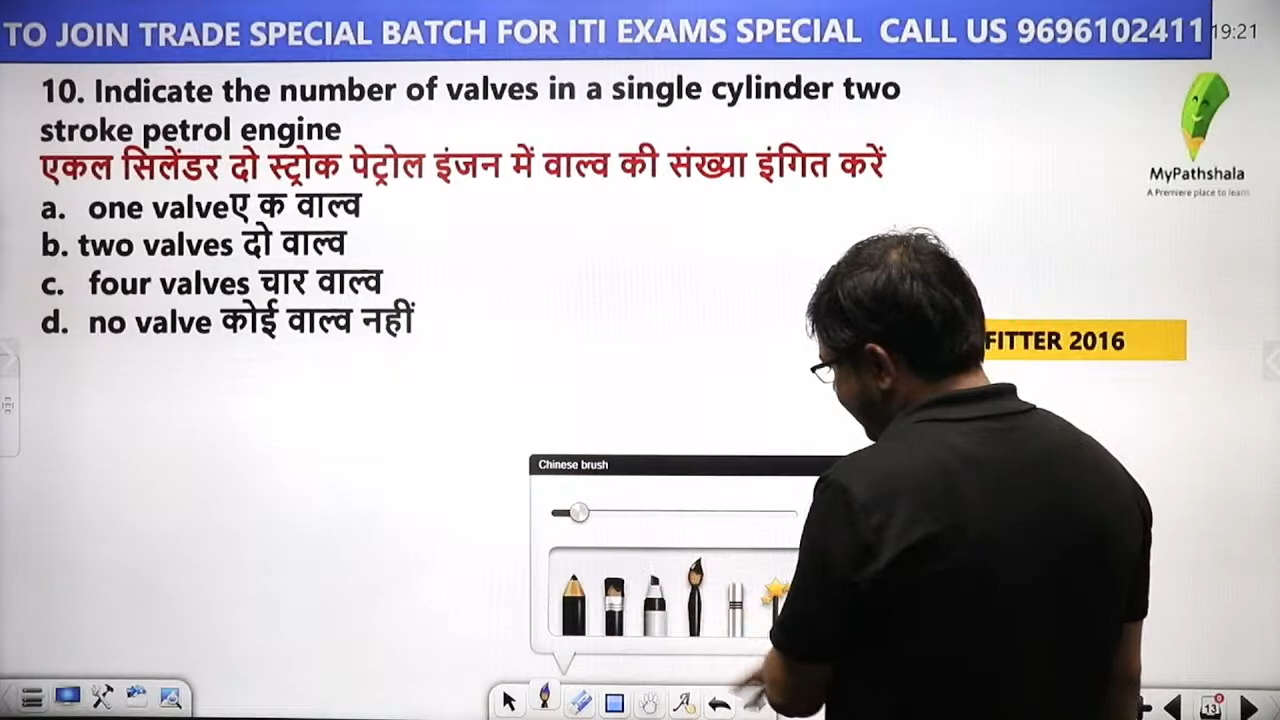 TO JOIN TRADE SPECIAL BATCH FOR ITI EXAMS SPECIAL CALL US 9696102411
19:21
10. Indicate the number of valves in a single cylinder two
stroke petrol engine
एकल सिलेंडर दो स्ट्रोक पेट्रोल इंजन में वाल्व की संख्या इंगित करें
a. one valveए क वाल्व
b. two valves दो वाल्व
c. four valves चार वाल्व
d. no valve कोई वाल्व नहीं
MyPathshala
A Premiere place to learn
FITTER 2016
Chinese brush
13